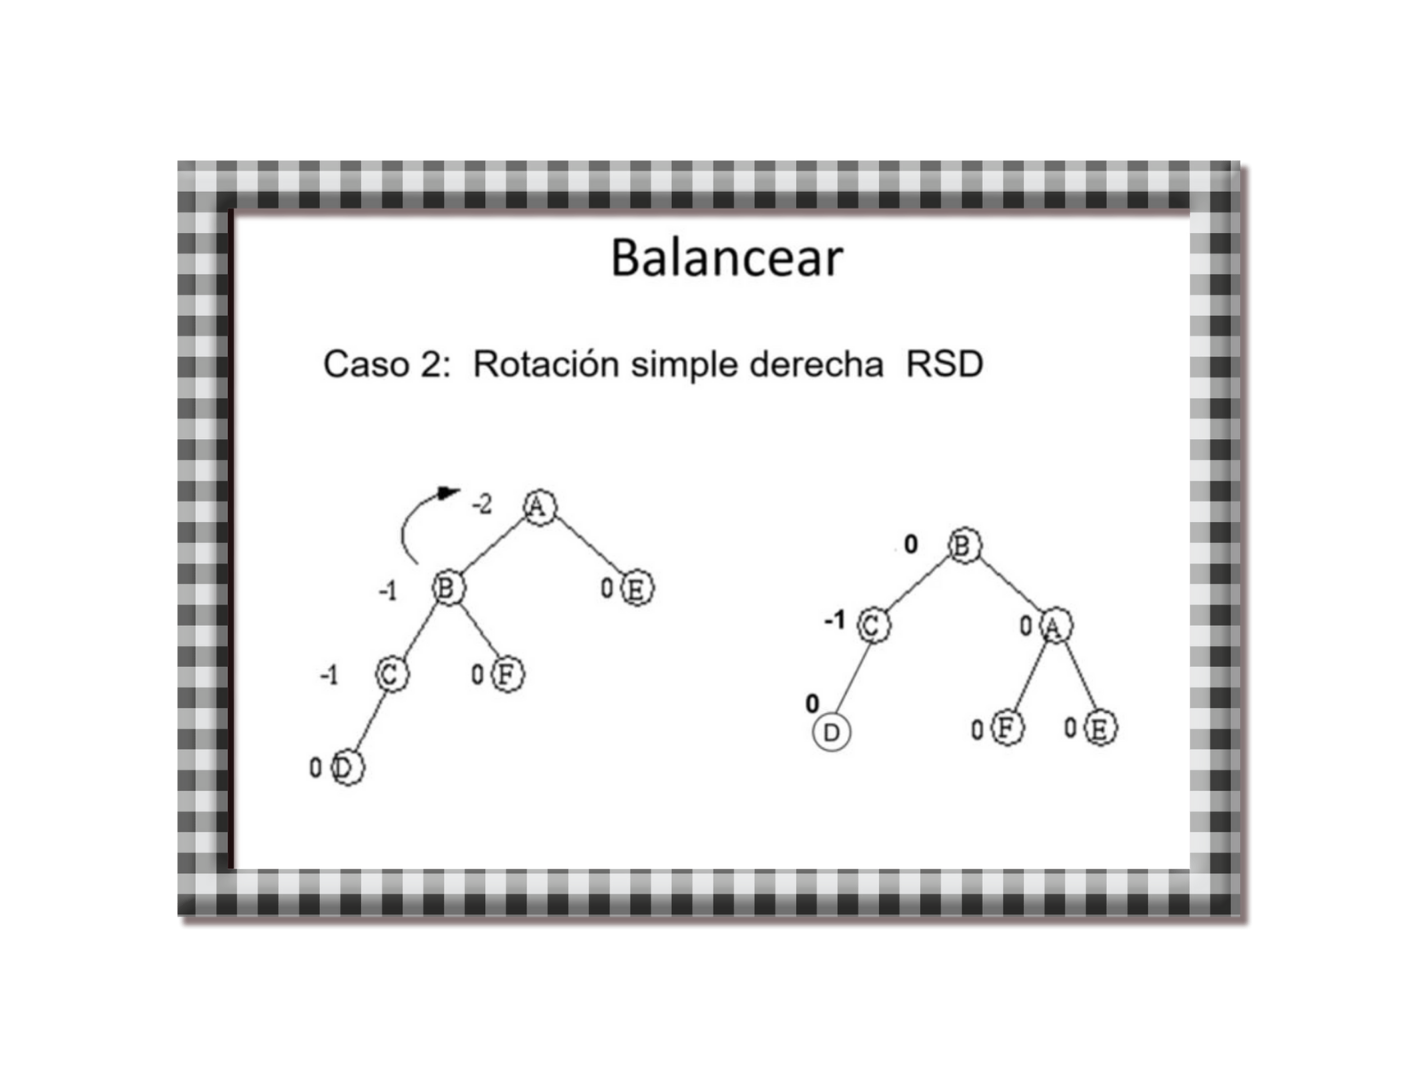 Balancear
Caso 2: Rotación simple derecha RSD
-2 A
-1 B 0 E
-1 C 0 F
0 D
0 B
-1 C 0 A
0
D 0 F 0 E